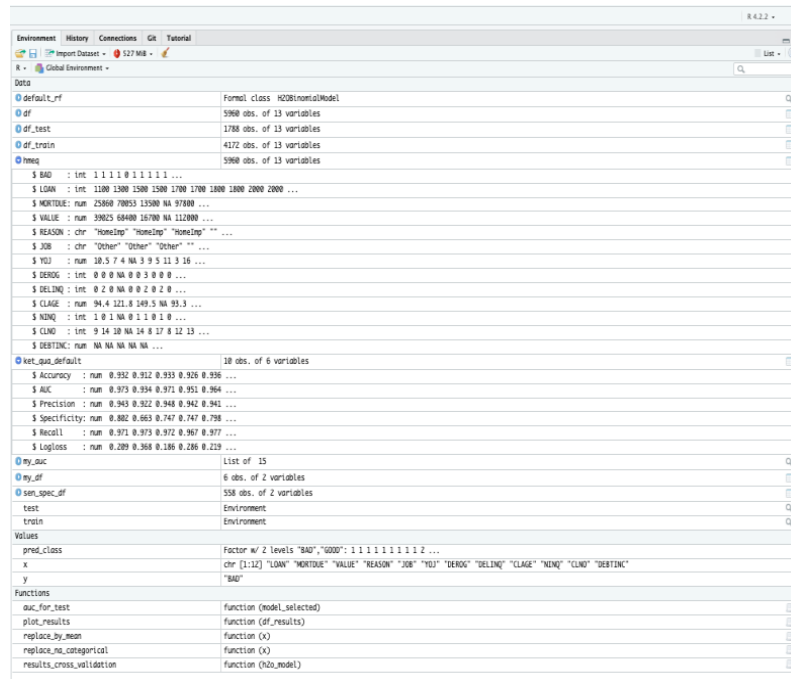 R 4.2.2
Environment History Connections Git Tutorial
Import Dataset 527 MiB List
R Global Environment
Data
default_rf Formal class H2OBinomialModel
df 5960 obs. of 13 variables
df_test 1788 obs. of 13 variables
df_train 4172 obs. of 13 variables
hmeq 5960 obs. of 13 variables
$ BAD : int 1 1 1 1 0 1 1 1 1 1 ...
$ LOAN : int 1100 1300 1500 1500 1700 1700 1800 1800 2000 2000 ...
$ MORTDUE: num 25860 70053 13500 NA 97800 ...
$ VALUE : num 39025 68400 16700 NA 112000 ...
$ REASON : chr "HomeImp" "HomeImp" "HomeImp" "" ...
$ JOB : chr "Other" "Other" "Other" "" ...
$ YOJ : num 10.5 7 4 NA 3 9 5 11 3 16 ...
$ DEROG : int 0 0 0 NA 0 0 3 0 0 0 ...
$ DELINQ : int 0 2 0 NA 0 0 2 0 2 0 ...
$ CLAGE : num 94.4 121.8 149.5 NA 93.3 ...
$ NINQ : int 1 0 1 NA 0 1 1 0 1 0 ...
$ CLNO : int 9 14 10 NA 14 8 17 8 12 13 ...
$ DEBTINC: num NA NA NA NA NA ...
ket_qua_default 10 obs. of 6 variables
$ Accuracy : num 0.932 0.912 0.933 0.926 0.936 ...
$ AUC : num 0.973 0.934 0.971 0.951 0.964 ...
$ Precision : num 0.943 0.922 0.948 0.942 0.941 ...
$ Specificity: num 0.802 0.663 0.747 0.747 0.798 ...
$ Recall : num 0.971 0.973 0.972 0.967 0.977 ...
$ Logloss : num 0.209 0.368 0.186 0.286 0.219 ...
my_auc List of 15
my_df 6 obs. of 2 variables
sen_spec_df 558 obs. of 2 variables
test Environment
train Environment
Values
pred_class Factor w/ 2 levels "BAD","GOOD": 1 1 1 1 1 1 1 1 1 2 ...
x chr [1:12] "LOAN" "MORTDUE" "VALUE" "REASON" "JOB" "YOJ" "DEROG" "DELINQ" "CLAGE" "NINQ" "CLNO" "DEBTINC"
y "BAD"
Functions
auc_for_test function (model_selected)
plot_results function (df_results)
replace_by_mean function (x)
replace_na_categorical function (x)
results_cross_validation function (h2o_model)